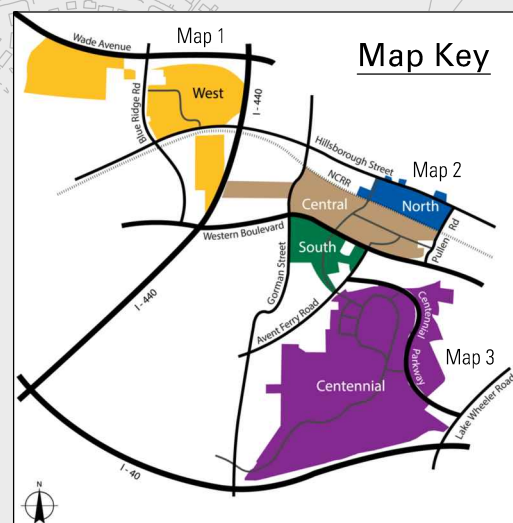 Map Key
Wade Avenue
Map 1
Blue Ridge Rd
West
I-440
Hillsborough Street
NCRR
Map 2
Central
North
Pullen Rd
Western Boulevard
South
Gorman Street
I-440
Avent Ferry Road
Centennial Parkway
Map 3
Centennial
Lake Wheeler Road
I-40
N